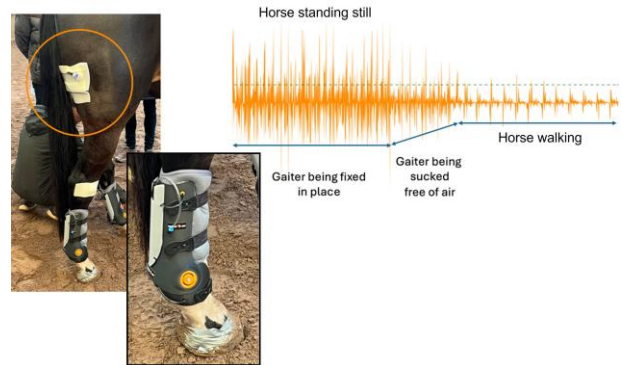 Horse standing still
Horse walking
Gaiter being fixed
in place
Gaiter being
sucked
free of air